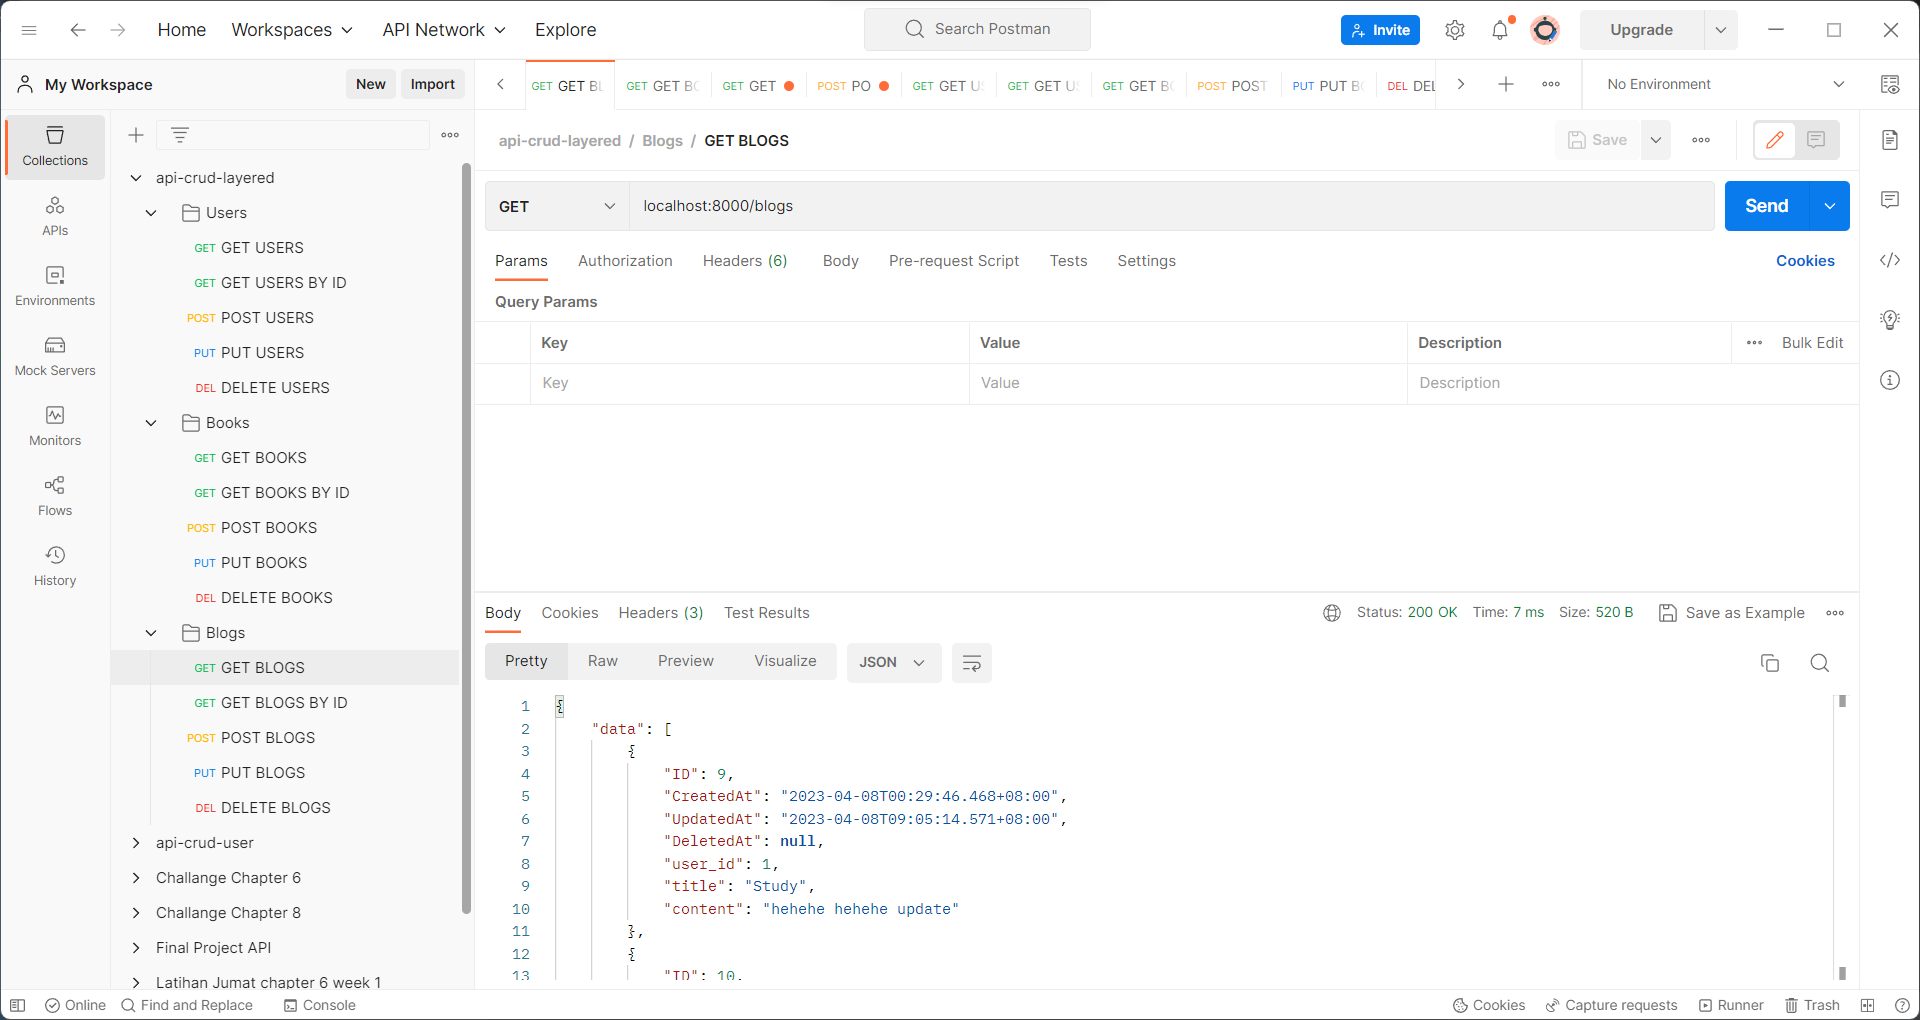 Home Workspaces API Network Explore Search Postman Invite Upgrade
My Workspace New Import
GET GET BL GET GET BO GET GET POST PO GET GET US GET GET US GET GET BO POST POST PUT PUT BO DEL DEL No Environment
Collections
APIs
Environments
Mock Servers
Monitors
Flows
History
api-crud-layered
Users
GET GET USERS
GET GET USERS BY ID
POST POST USERS
PUT PUT USERS
DEL DELETE USERS
Books
GET GET BOOKS
GET GET BOOKS BY ID
POST POST BOOKS
PUT PUT BOOKS
DEL DELETE BOOKS
Blogs
GET GET BLOGS
GET GET BLOGS BY ID
POST POST BLOGS
PUT PUT BLOGS
DEL DELETE BLOGS
api-crud-user
Challange Chapter 6
Challange Chapter 8
Final Project API
Latihan Jumat chapter 6 week 1
api-crud-layered / Blogs / GET BLOGS Save
GET localhost:8000/blogs Send
Params Authorization Headers (6) Body Pre-request Script Tests Settings Cookies
Query Params
Key Value Description Bulk Edit
Key Value Description
Body Cookies Headers (3) Test Results Status: 200 OK Time: 7 ms Size: 520 B Save as Example
Pretty Raw Preview Visualize JSON
1 {
2 "data": [
3 {
4 "ID": 9,
5 "CreatedAt": "2023-04-08T00:29:46.468+08:00",
6 "UpdatedAt": "2023-04-08T09:05:14.571+08:00",
7 "DeletedAt": null,
8 "user_id": 1,
9 "title": "Study",
10 "content": "hehehe hehehe update"
11 },
12 {
13 "ID": 10,
Online Find and Replace Console Cookies Capture requests Runner Trash